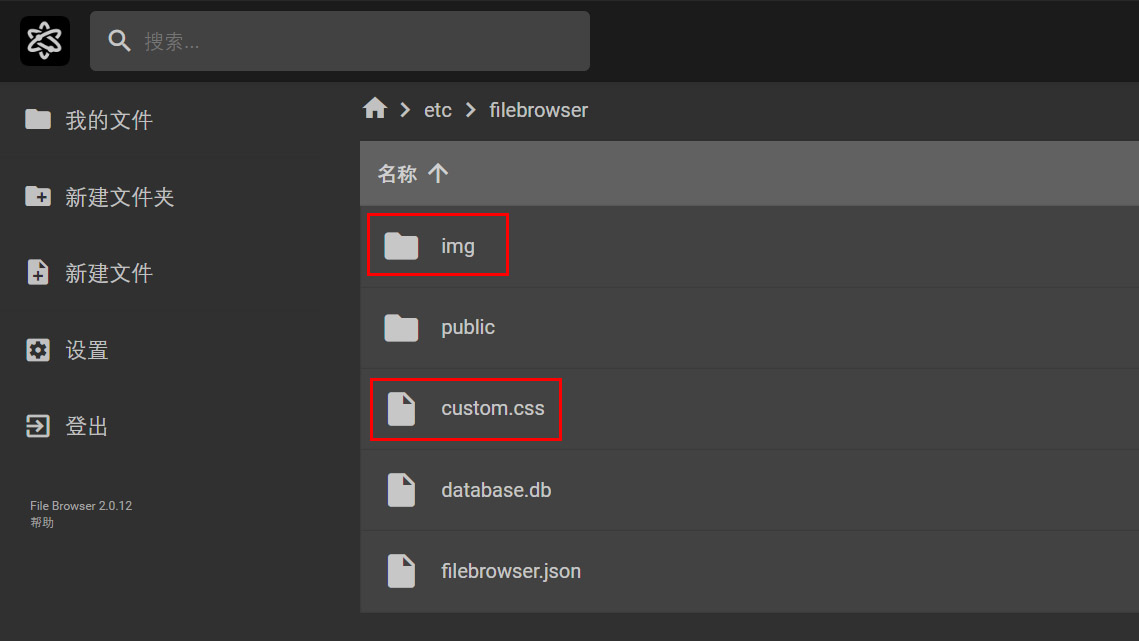 搜索...
我的文件
新建文件夹
新建文件
设置
登出
File Browser 2.0.12
帮助
etc
filebrowser
名称
img
public
custom.css
database.db
filebrowser.json